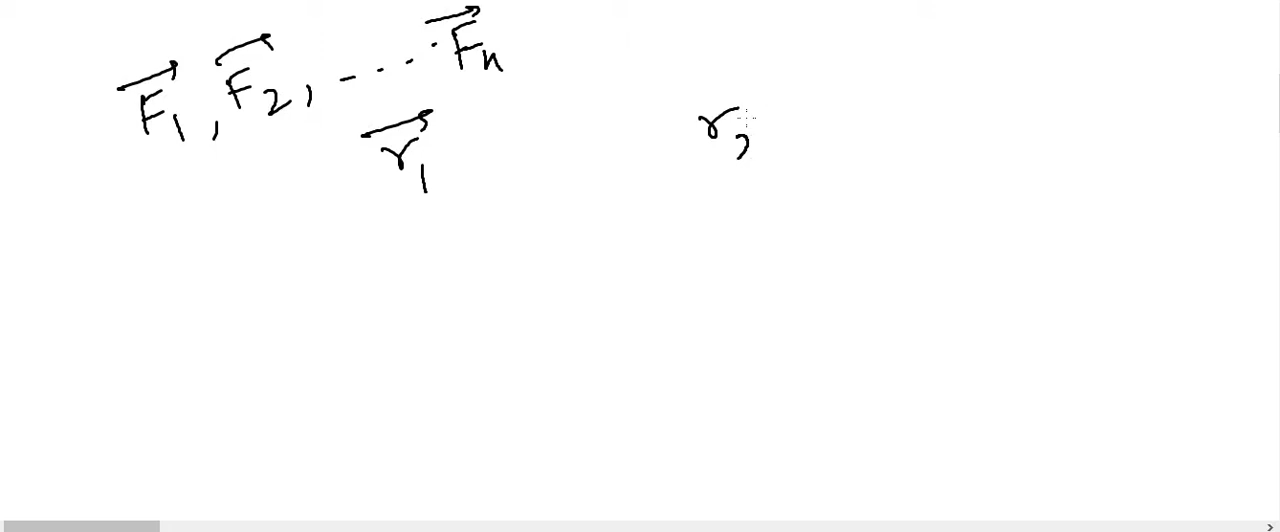 F⃗₁, F⃗₂, ..... F⃗ₙ
r⃗₁ r,